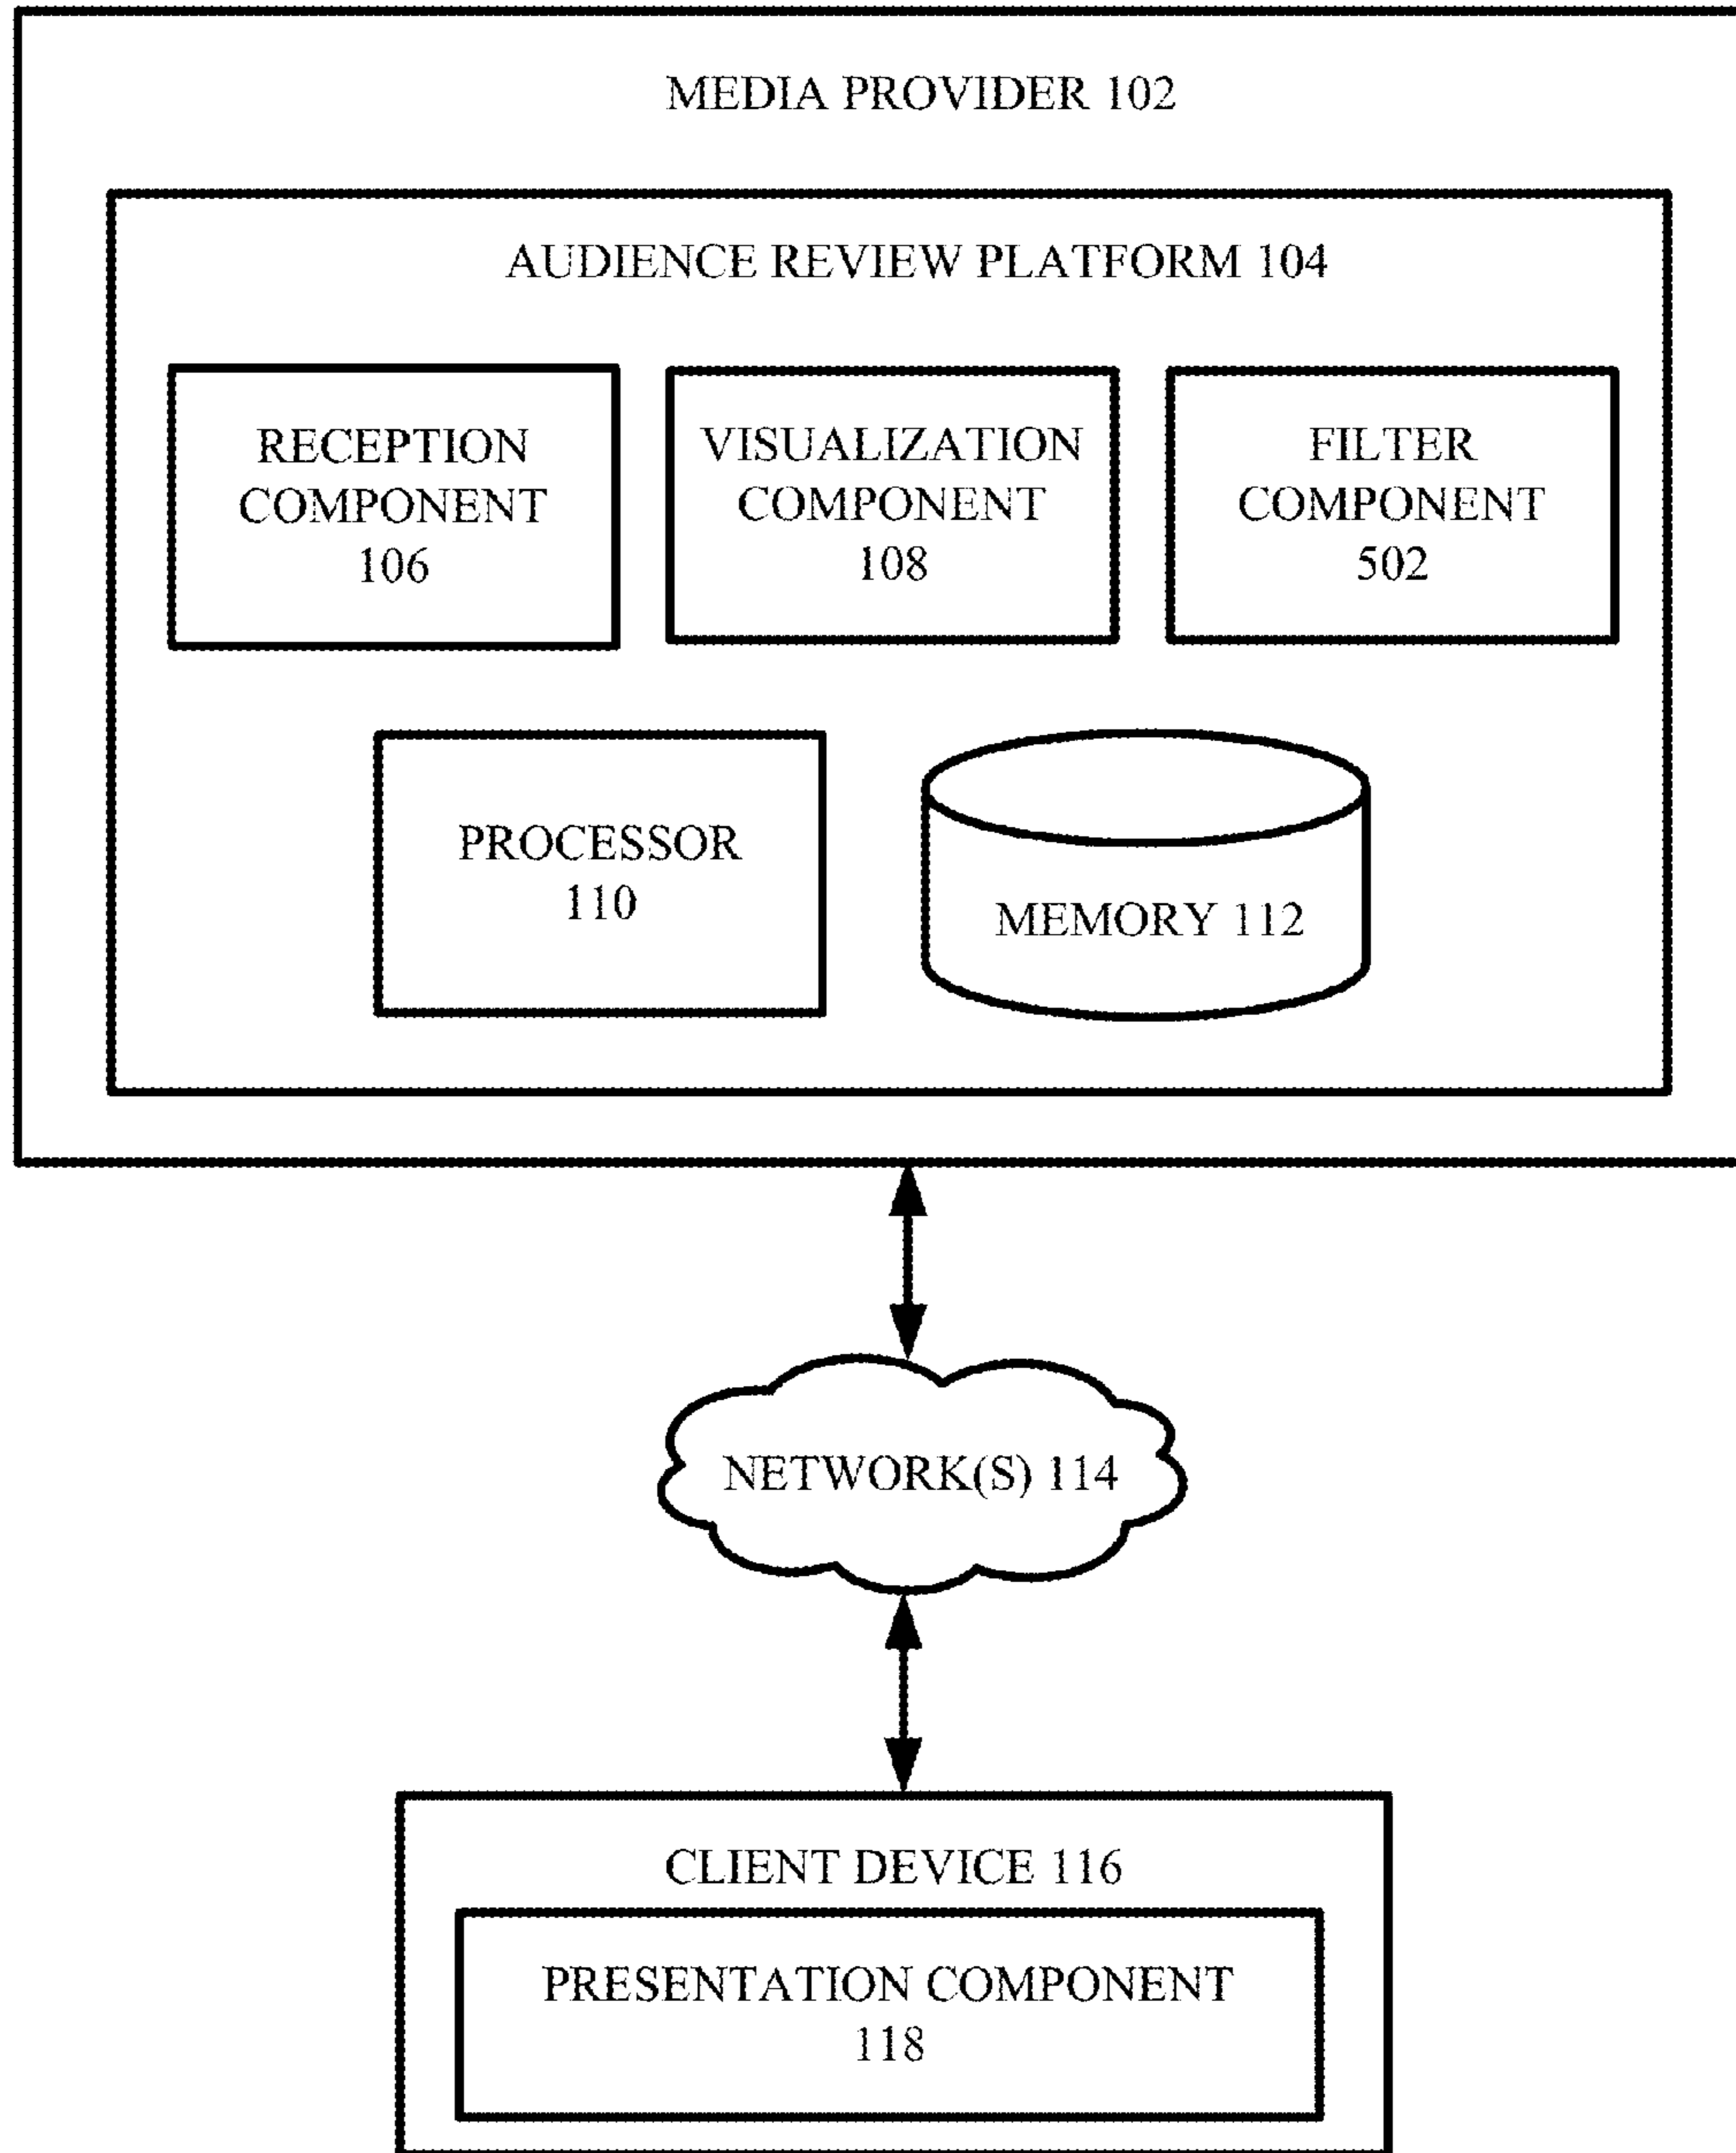 MEDIA PROVIDER 102
AUDIENCE REVIEW PLATFORM 104
RECEPTION
COMPONENT
106
VISUALIZATION
COMPONENT
108
FILTER
COMPONENT
502
PROCESSOR
110
MEMORY 112
NETWORK(S) 114
CLIENT DEVICE 116
PRESENTATION COMPONENT
118